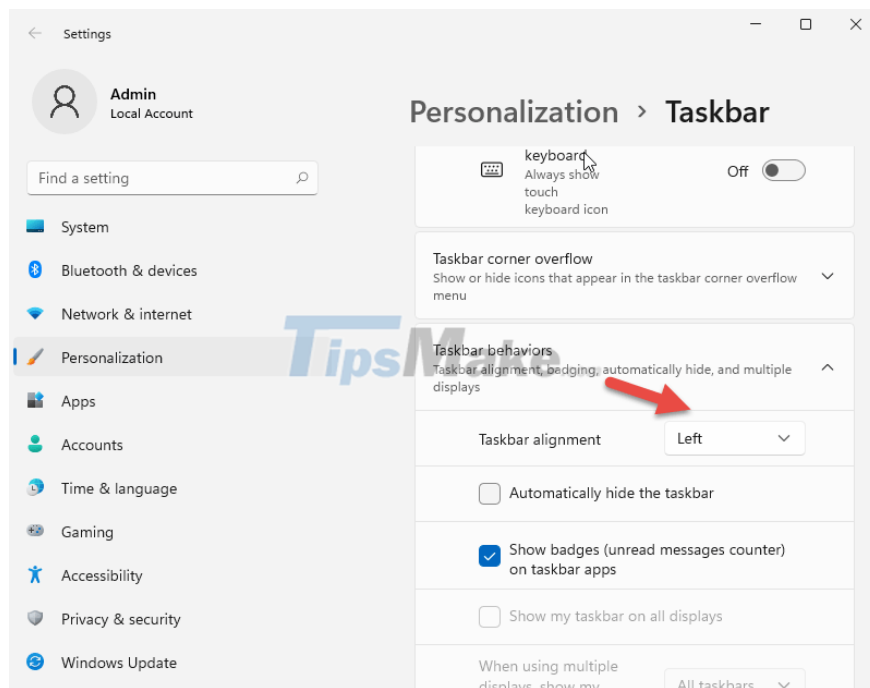 Settings
Admin
Local Account
Find a setting
System
Bluetooth & devices
Network & internet
Personalization
Apps
Accounts
Time & language
Gaming
Accessibility
Privacy & security
Windows Update
Personalization › Taskbar
keyboard
Always show
touch
keyboard icon
Off
Taskbar corner overflow
Show or hide icons that appear in the taskbar corner overflow
menu
TipsMake
Taskbar behaviors
Taskbar alignment, badging, automatically hide, and multiple
displays
Taskbar alignment
Left
Automatically hide the taskbar
Show badges (unread messages counter)
on taskbar apps
Show my taskbar on all displays
When using multiple
displays, show my
All taskbars